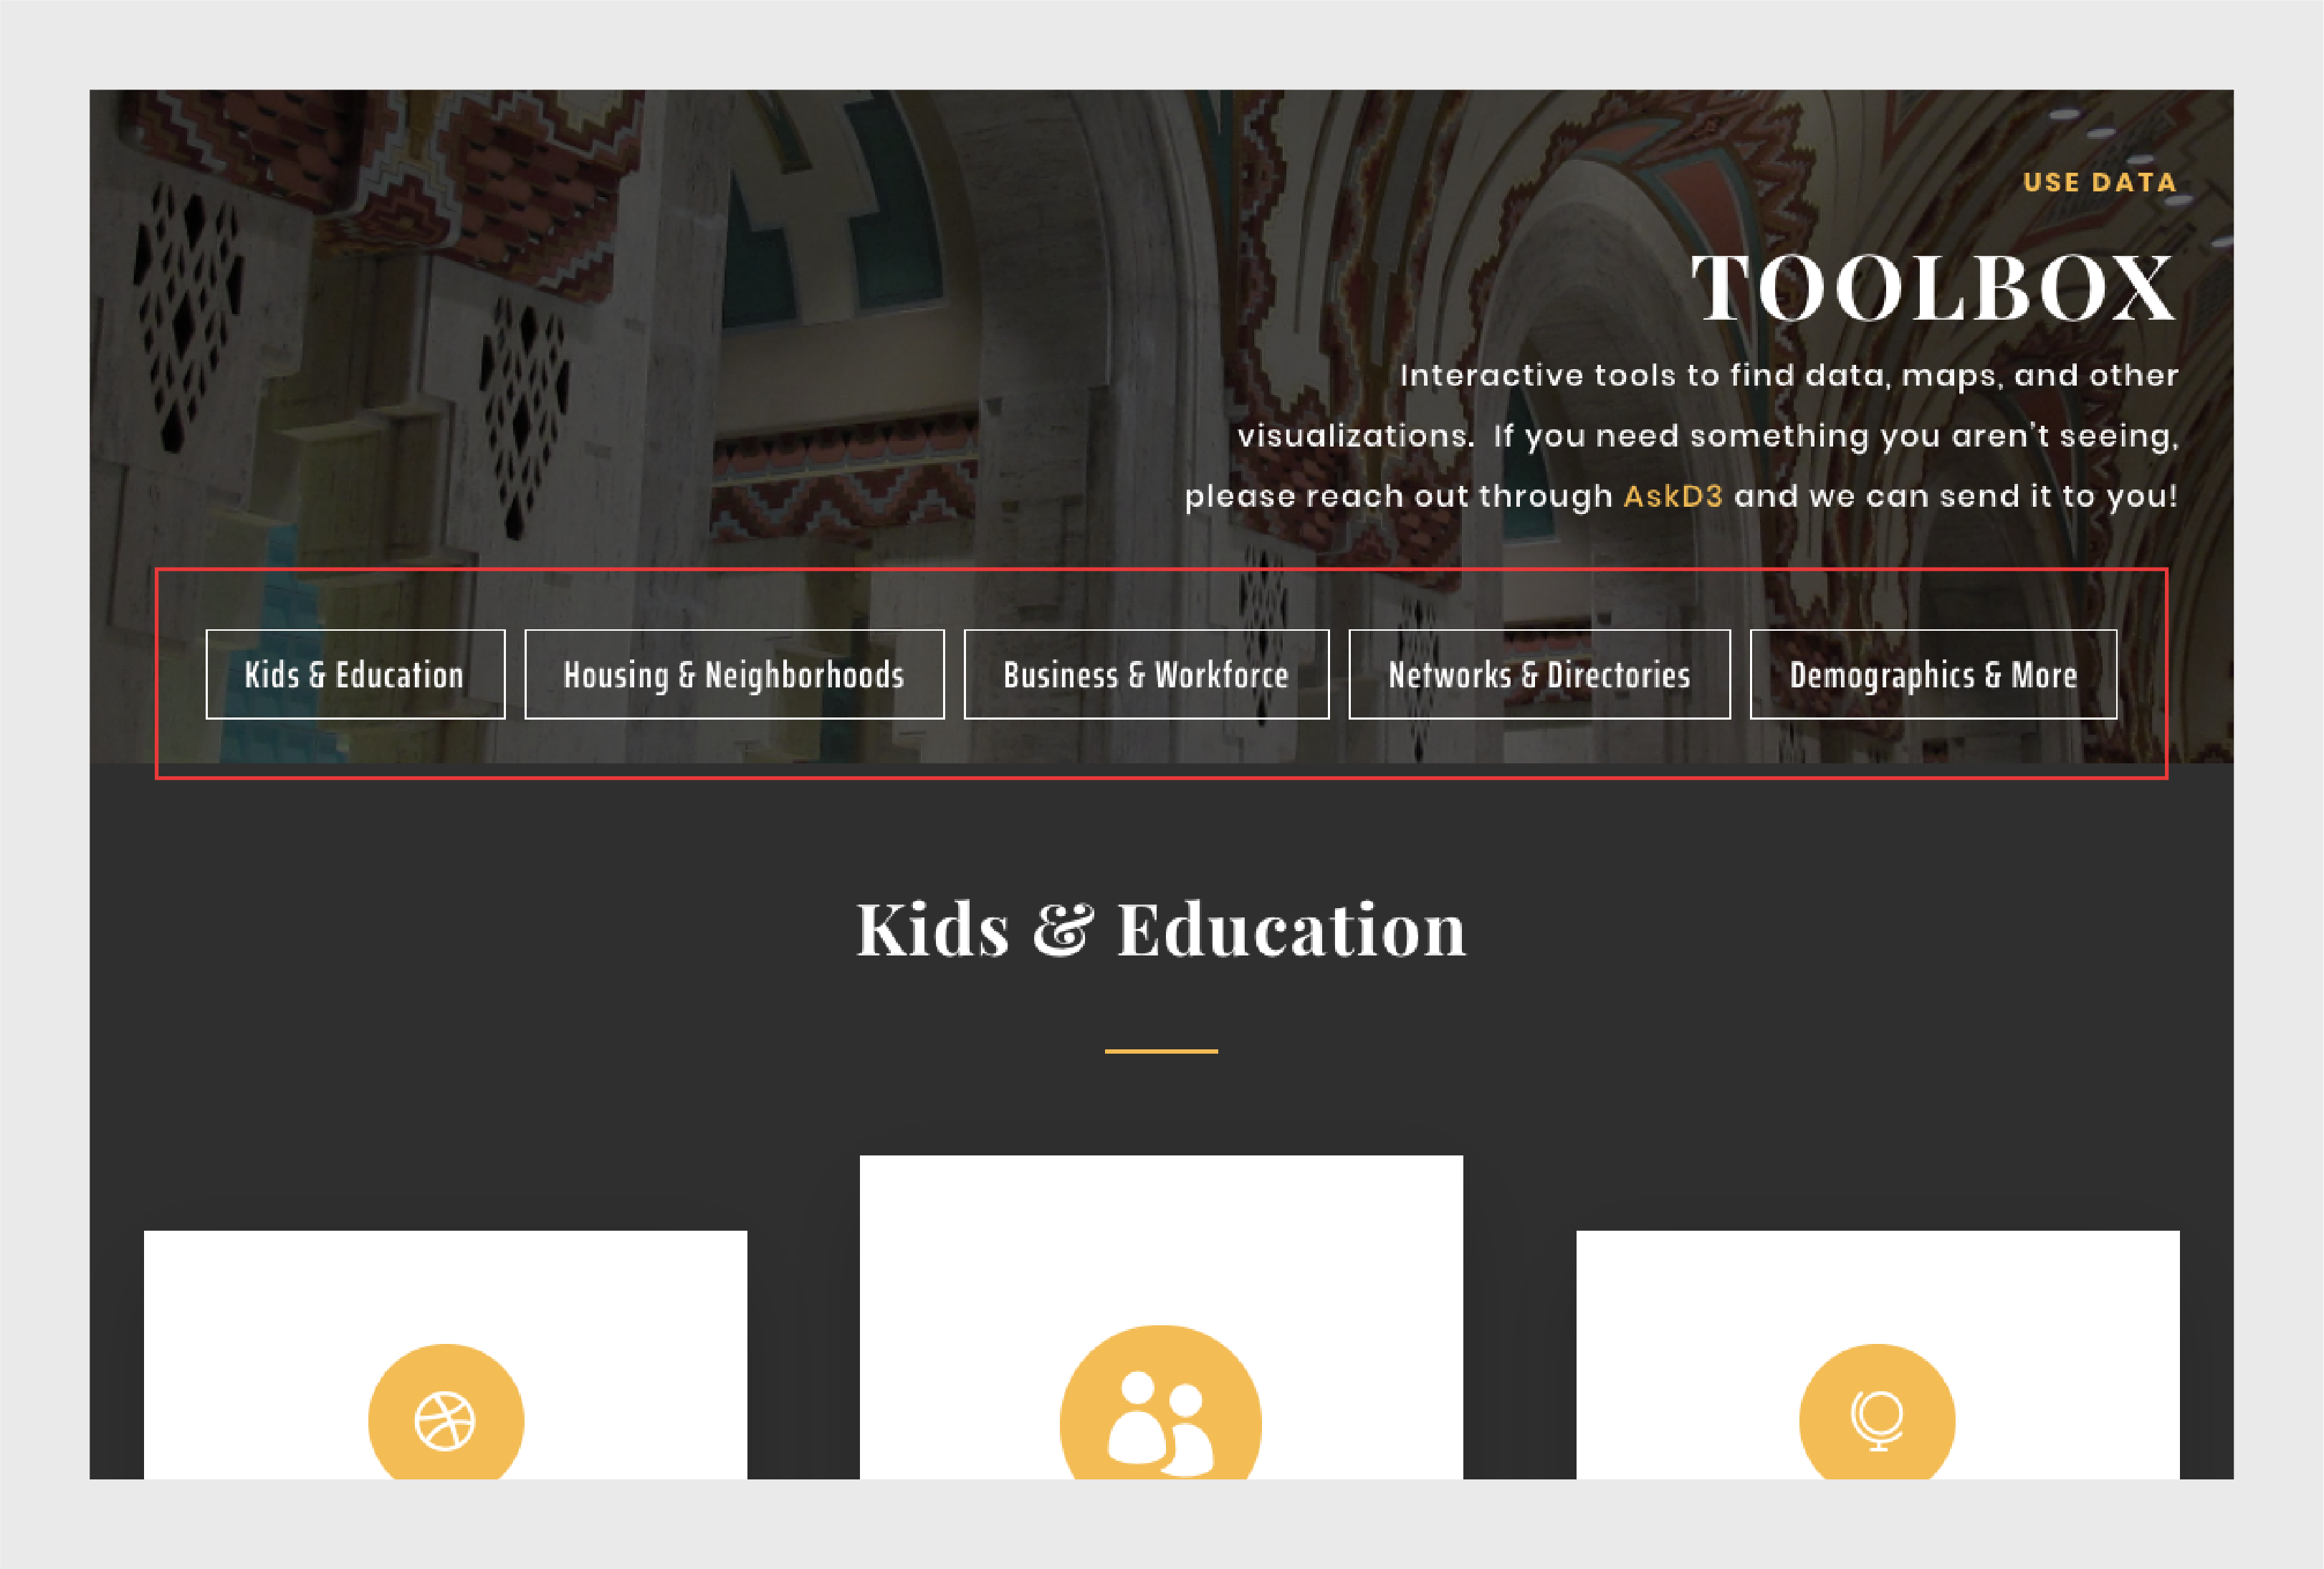 USE DATA
TOOLBOX
Interactive tools to find data, maps, and other
visualizations.  If you need something you aren't seeing,
please reach out through AskD3 and we can send it to you!
Kids & Education
Housing & Neighborhoods
Business & Workforce
Networks & Directories
Demographics & More
Kids & Education